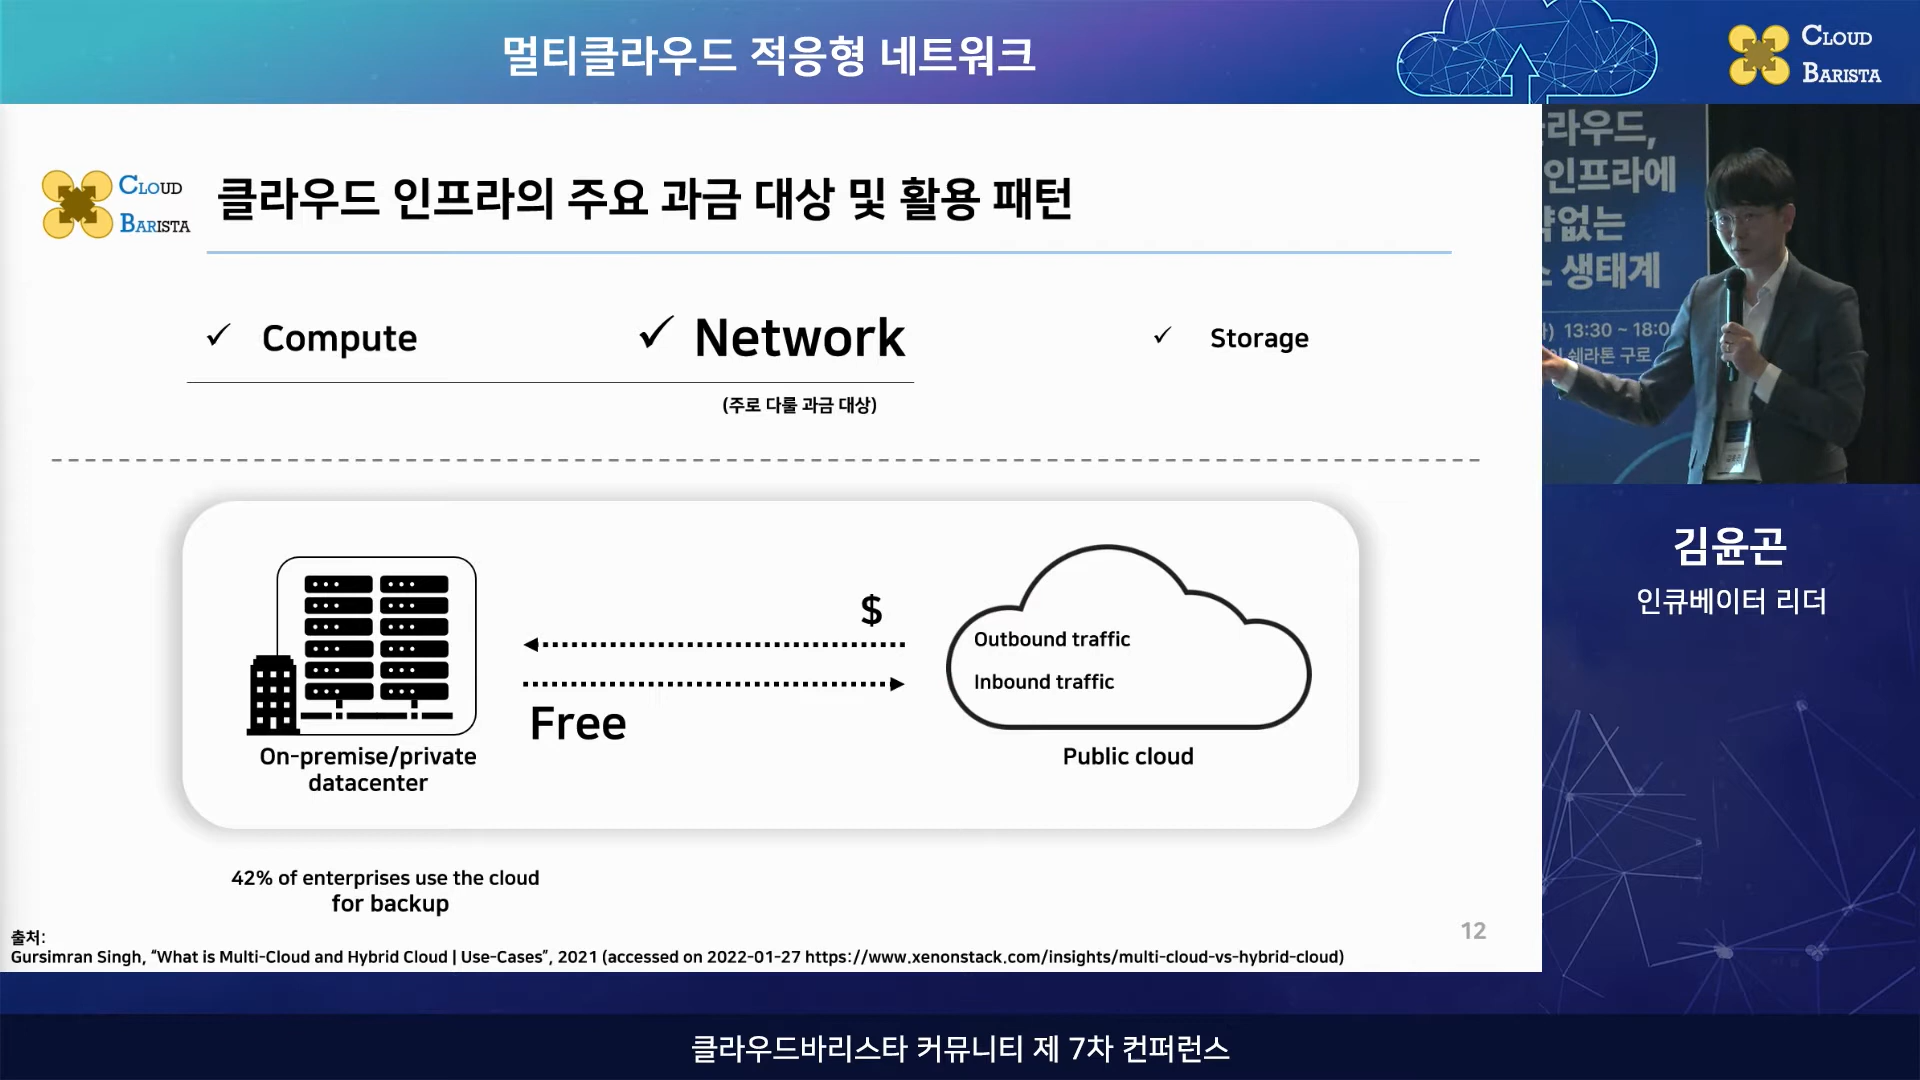 멀티클라우드 적응형 네트워크
CLOUD
BARISTA
CLOUD
BARISTA
클라우드 인프라의 주요 과금 대상 및 활용 패턴
✓ Compute
✓ Network
✓ Storage
(주로 다룰 과금 대상)
$
Outbound traffic
Inbound traffic
Free
On-premise/private
datacenter
Public cloud
42% of enterprises use the cloud
for backup
12
출처:
Gursimran Singh, “What is Multi-Cloud and Hybrid Cloud | Use-Cases”, 2021 (accessed on 2022-01-27 https://www.xenonstack.com/insights/multi-cloud-vs-hybrid-cloud)
라우드,
인프라에
없는
생태계
13:30 ~ 18:0
쉐라톤 구로
김윤곤
인큐베이터 리더
클라우드바리스타 커뮤니티 제 7차 컨퍼런스